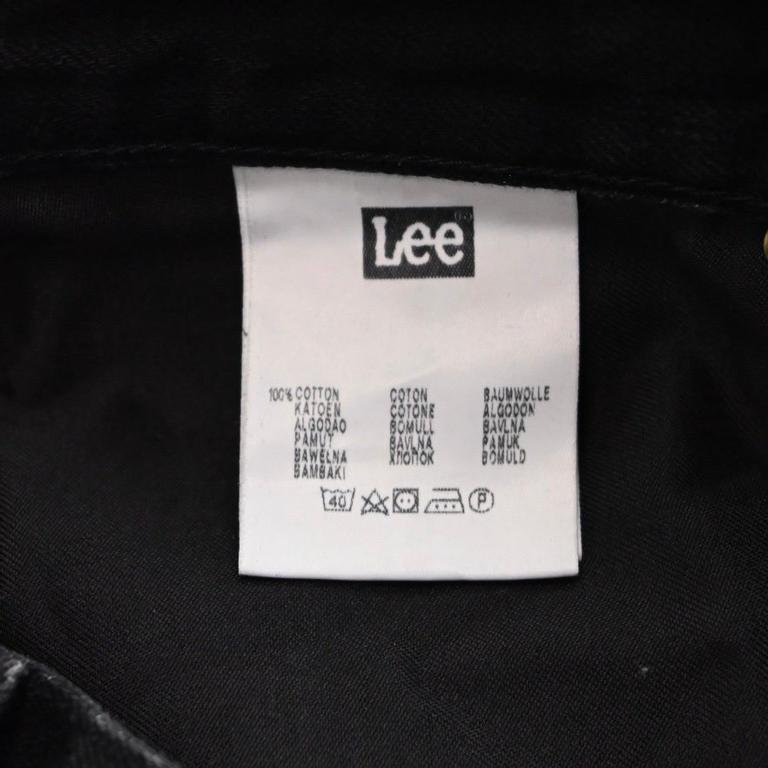 Lee
100% COTTON COTON BAUMWOLLE
KATOEN COTONE ALGODON
ALGODAO BOMULL BAVLNA
PAMUT BAVLNA PAMUK
BAWEŁNA ХЛОПОК BOMULD
BAMBAKI
40
P